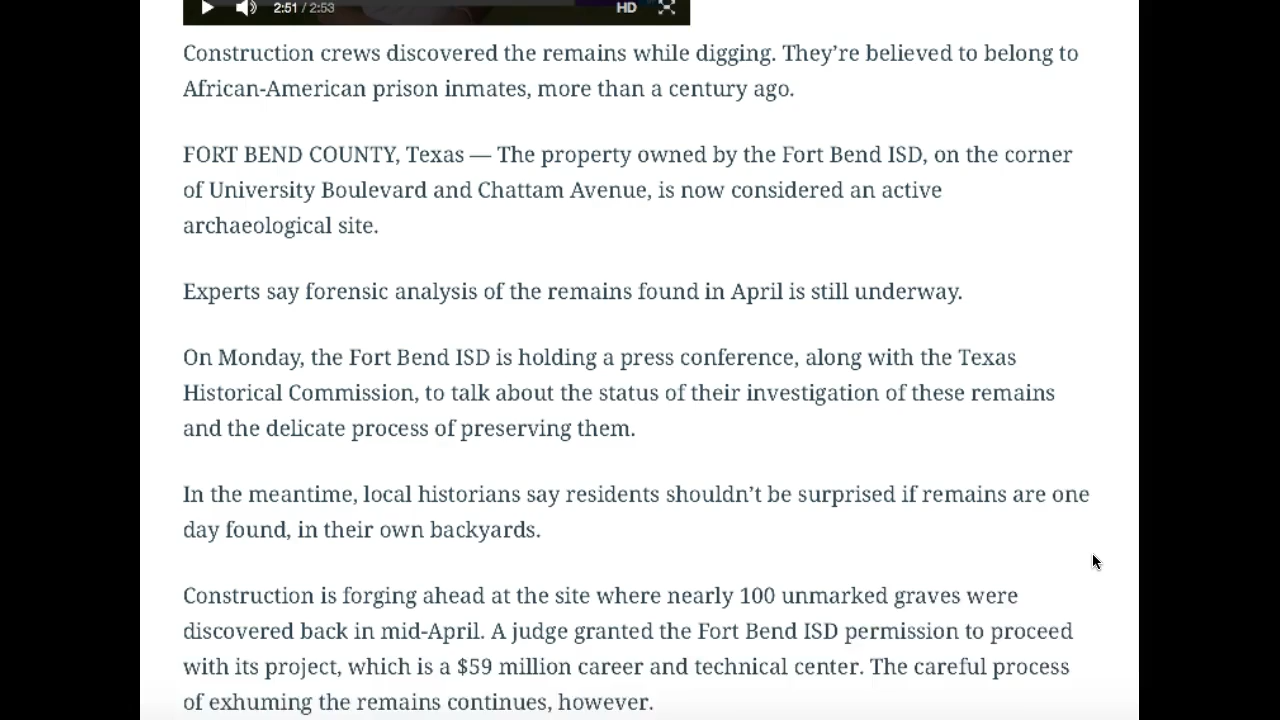 2:51 / 2:53
HD
Construction crews discovered the remains while digging. They’re believed to belong to
African-American prison inmates, more than a century ago.
FORT BEND COUNTY, Texas — The property owned by the Fort Bend ISD, on the corner
of University Boulevard and Chattam Avenue, is now considered an active
archaeological site.
Experts say forensic analysis of the remains found in April is still underway.
On Monday, the Fort Bend ISD is holding a press conference, along with the Texas
Historical Commission, to talk about the status of their investigation of these remains
and the delicate process of preserving them.
In the meantime, local historians say residents shouldn’t be surprised if remains are one
day found, in their own backyards.
Construction is forging ahead at the site where nearly 100 unmarked graves were
discovered back in mid-April. A judge granted the Fort Bend ISD permission to proceed
with its project, which is a $59 million career and technical center. The careful process
of exhuming the remains continues, however.